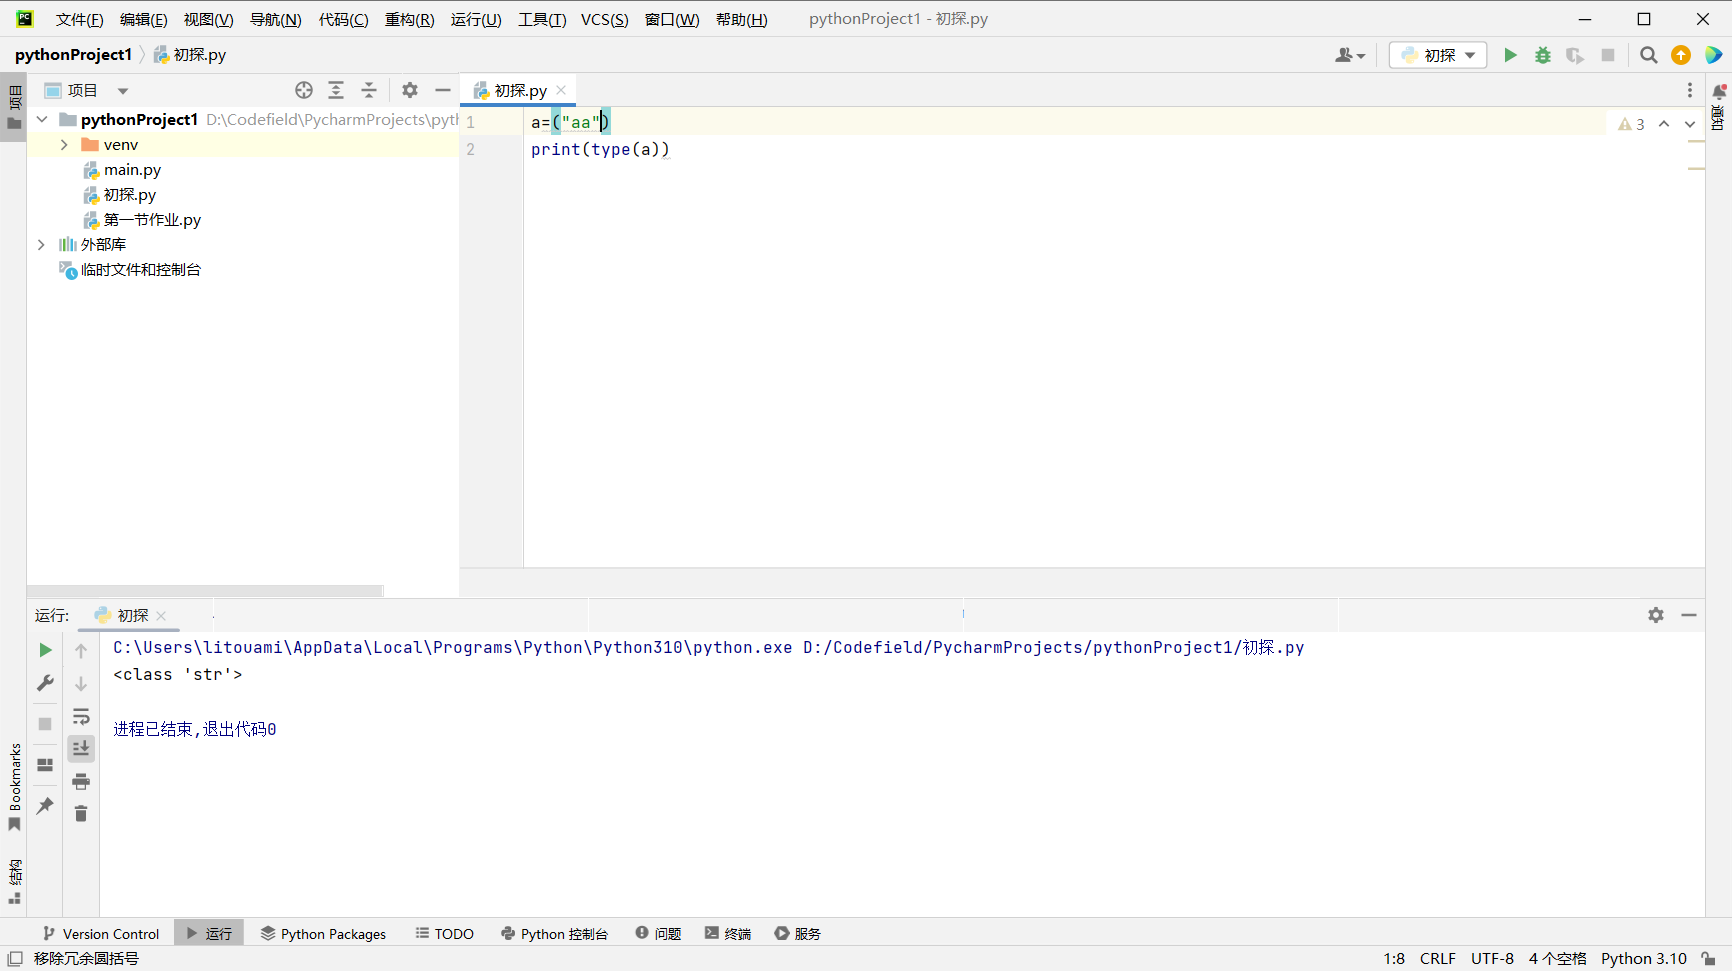 文件(F) 编辑(E) 视图(V) 导航(N) 代码(C) 重构(R) 运行(U) 工具(T) VCS(S) 窗口(W) 帮助(H) pythonProject1 - 初探.py
pythonProject1 初探.py 初探
项目 初探.py
项目
pythonProject1 D:\Codefield\PycharmProjects\pyth
venv
main.py
初探.py
第一节作业.py
外部库
临时文件和控制台
1 a=("aa")
2 print(type(a))
3
通知
运行: 初探
C:\Users\litouami\AppData\Local\Programs\Python\Python310\python.exe D:/Codefield/PycharmProjects/pythonProject1/初探.py
<class 'str'>
进程已结束,退出代码0
Bookmarks
结构
Version Control 运行 Python Packages TODO Python 控制台 问题 终端 服务
移除冗余圆括号 1:8 CRLF UTF-8 4 个空格 Python 3.10